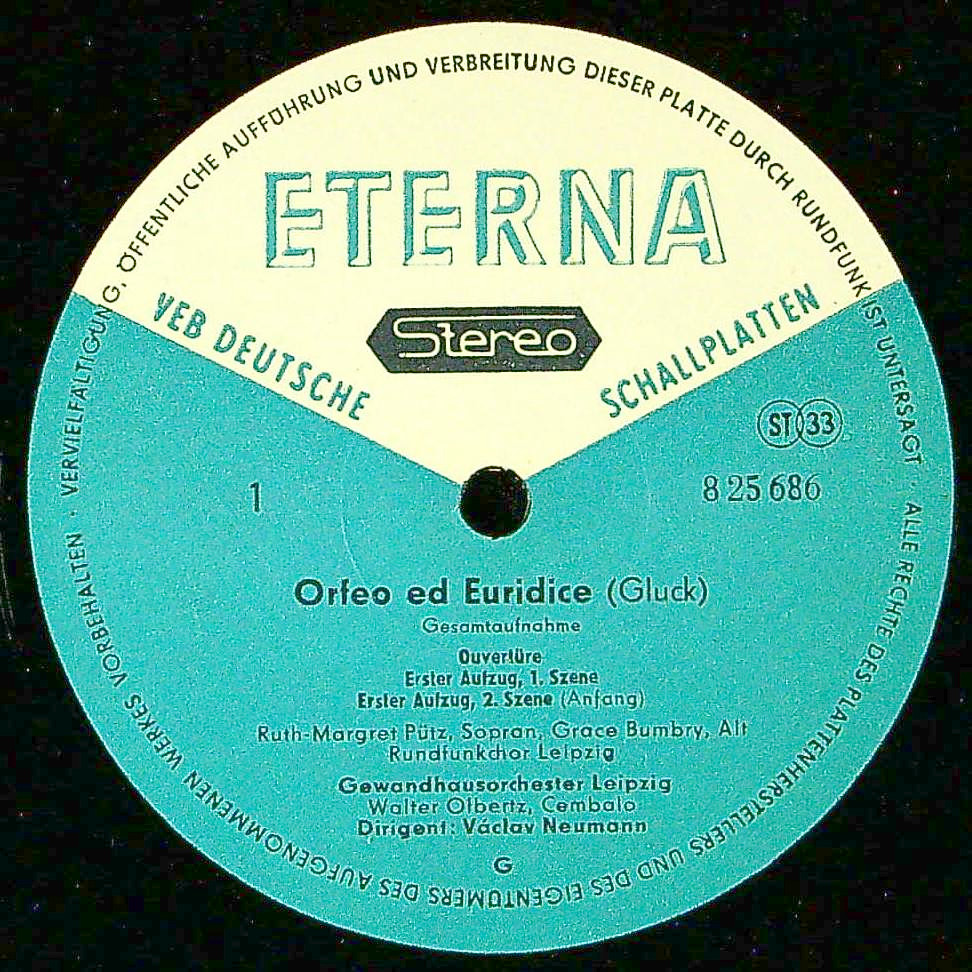 VERVIELFÄLTIGUNG, ÖFFENTLICHE AUFFÜHRUNG UND VERBREITUNG DIESER PLATTE DURCH RUNDFUNK IST UNTERSAGT · ALLE RECHTE DES PLATTENHERSTELLERS UND DES EIGENTÜMERS DES AUFGENOMMENEN WERKES VORBEHALTEN ·
ETERNA
Stereo
VEB DEUTSCHE SCHALLPLATTEN
ST 33
1
8 25 686
Orfeo ed Euridice (Gluck)
Gesamtaufnahme
Ouvertüre
Erster Aufzug, 1. Szene
Erster Aufzug, 2. Szene (Anfang)
Ruth-Margret Pütz, Sopran, Grace Bumbry, Alt
Rundfunkchor Leipzig
Gewandhausorchester Leipzig
Walter Olbertz, Cembalo
Dirigent: Václav Neumann
G